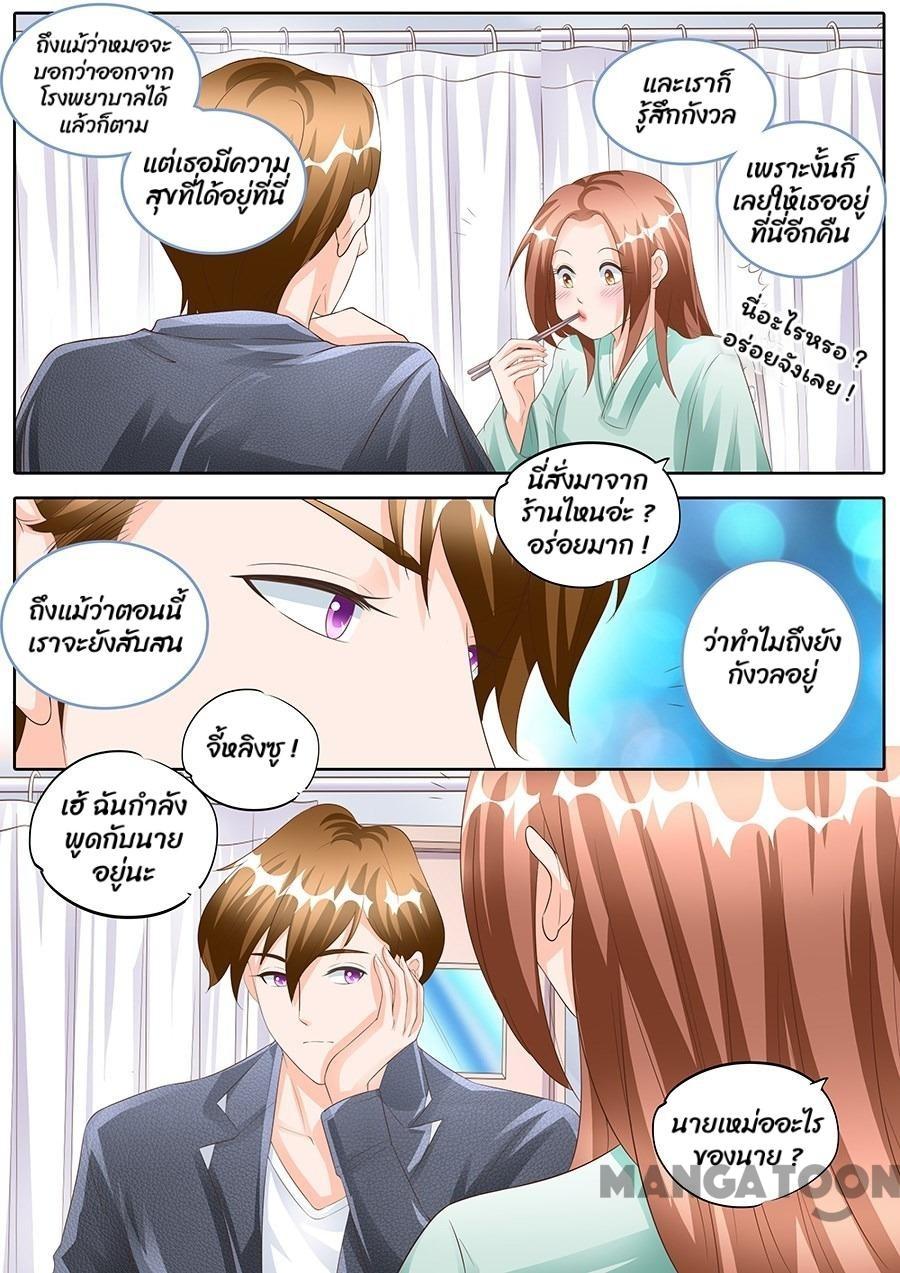 ถึงแม้ว่าหมอจะ
บอกว่าออกจาก
โรงพยาบาลได้
แล้วก็ตาม
แต่เธอมีความ
สุขที่ได้อยู่ที่นี่
และเราก็
รู้สึกกังวล
เพราะงั้นก็
เลยให้เธออยู่
ที่นี่อีกคืน
นี่อะไรหรอ ?
อร่อยจังเลย !
นี่สั่งมาจาก
ร้านไหนอ่ะ ?
อร่อยมาก !
ถึงแม้ว่าตอนนี้
เราจะยังสับสน
ว่าทำไมถึงยัง
กังวลอยู่
จี้หลิงซู !
เฮ้ ฉันกำลัง
พูดกับนาย
อยู่นะ
นายเหม่ออะไร
ของนาย ?
MANGATOON